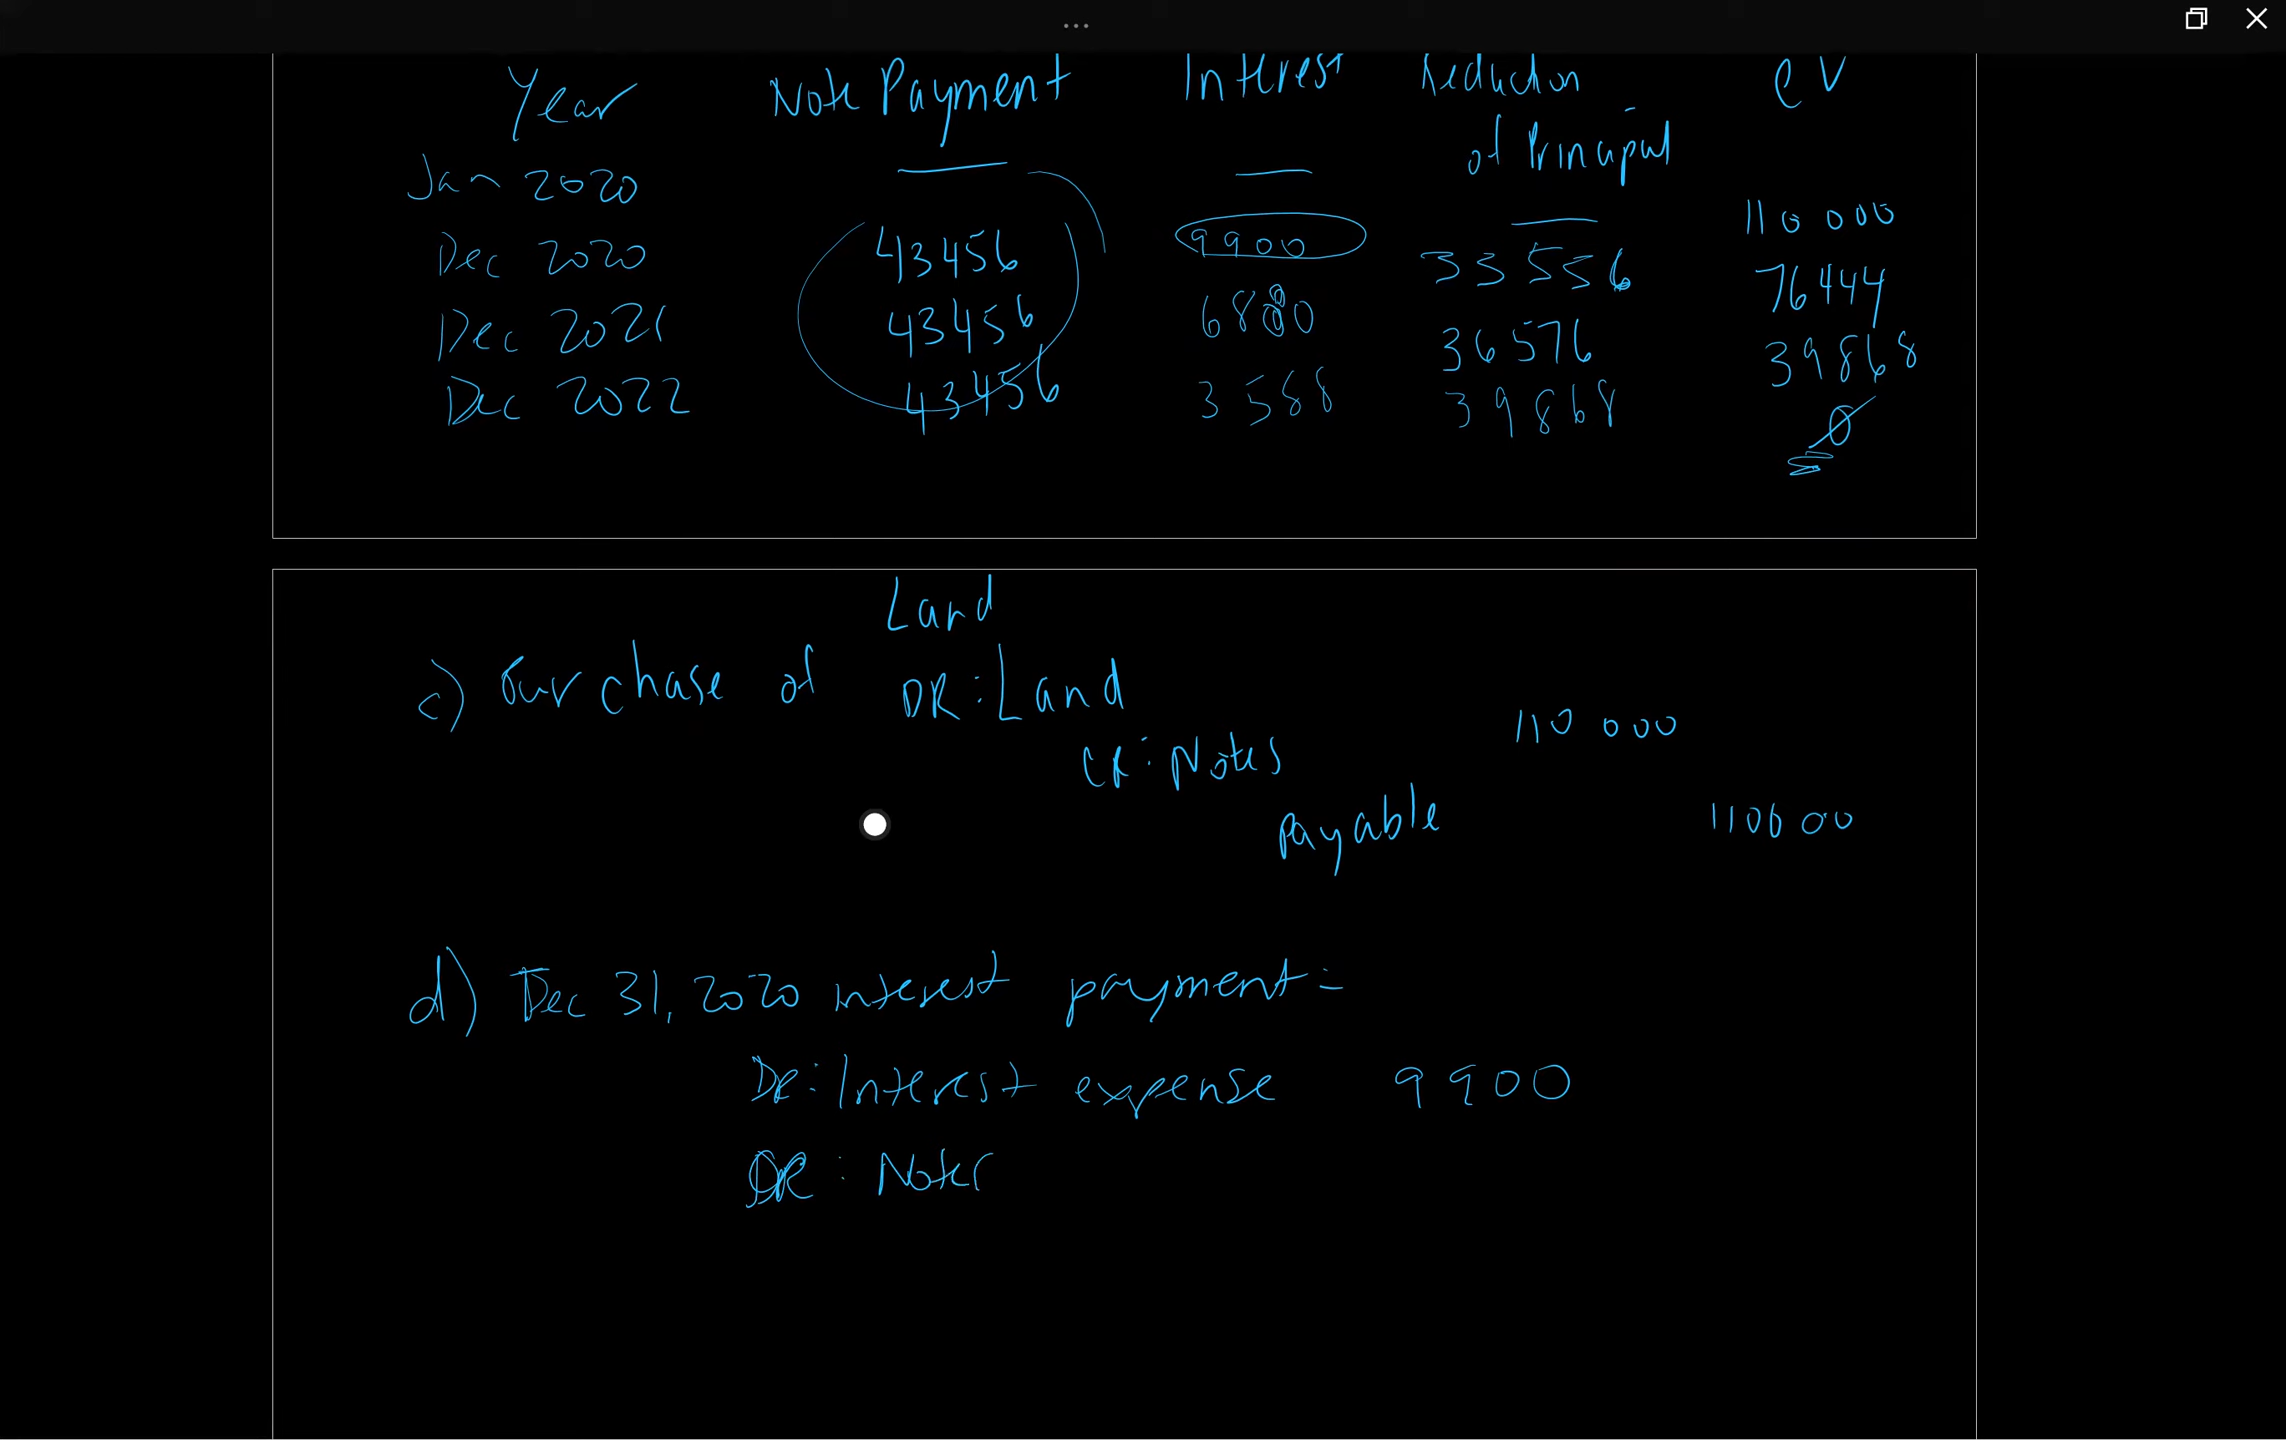 Year Note Payment Interest Reduction of Principal CV
Jan 2020 — — — 110 000
Dec 2020 43456 9900 33556 76444
Dec 2021 43456 6880 36576 39868
Dec 2022 43456 3588 39868 0
Land
c) Purchase of DR: Land 110 000
CR: Notes
Payable 110000
d) Dec 31, 2020 interest payment =
DR: Interest expense 9900
DR: Notes